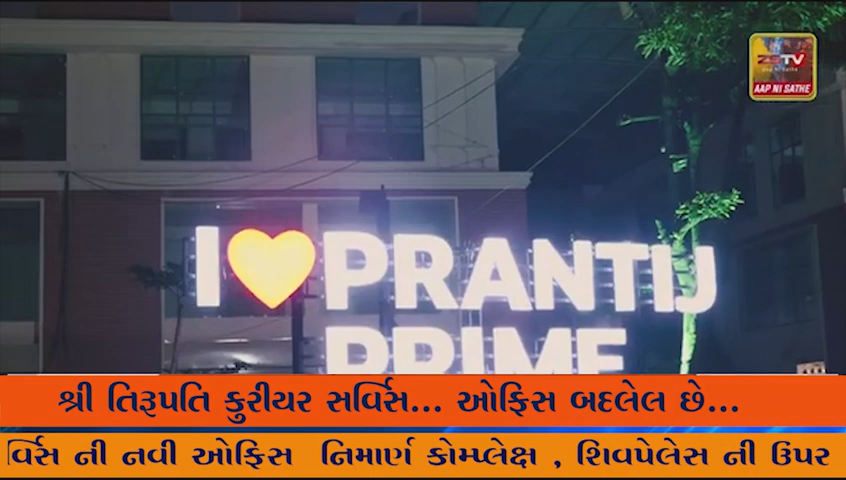 ZSTV
AAP NI SATHE
I ❤ PRANTIJ
PRIME
શ્રી તિરૂપતિ કુરીયર સર્વિસ... ઓફિસ બદલેલ છે...
ર્વિસ ની નવી ઓફિસ નિમાર્ણ કોમ્પ્લેક્ષ , શિવપેલેસ ની ઉપર